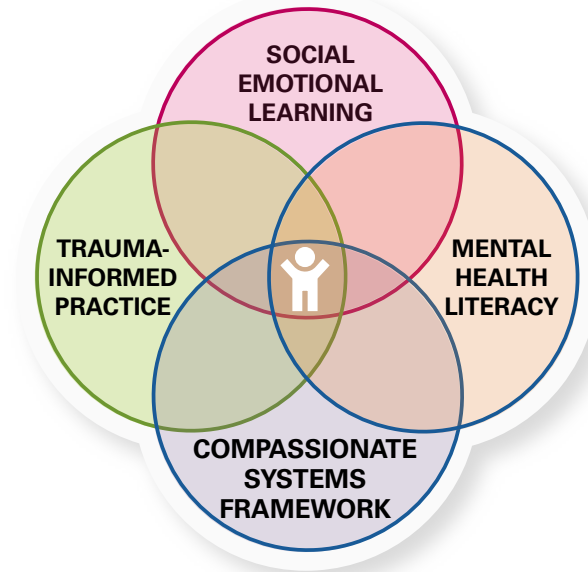 SOCIAL
EMOTIONAL
LEARNING
TRAUMA-
INFORMED
PRACTICE
MENTAL
HEALTH
LITERACY
COMPASSIONATE
SYSTEMS
FRAMEWORK